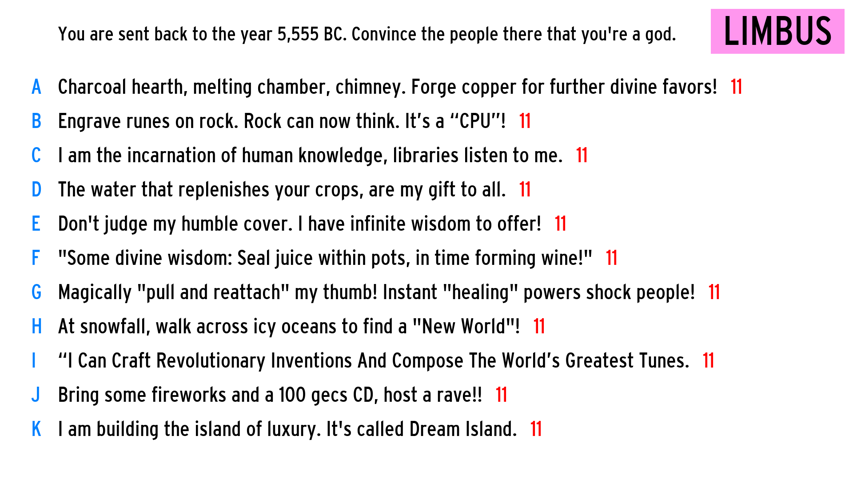 You are sent back to the year 5,555 BC. Convince the people there that you're a god.
LIMBUS
A Charcoal hearth, melting chamber, chimney. Forge copper for further divine favors! 11
B Engrave runes on rock. Rock can now think. It’s a “CPU”! 11
C I am the incarnation of human knowledge, libraries listen to me. 11
D The water that replenishes your crops, are my gift to all. 11
E Don't judge my humble cover. I have infinite wisdom to offer! 11
F "Some divine wisdom: Seal juice within pots, in time forming wine!" 11
G Magically "pull and reattach" my thumb! Instant "healing" powers shock people! 11
H At snowfall, walk across icy oceans to find a "New World"! 11
I “I Can Craft Revolutionary Inventions And Compose The World’s Greatest Tunes. 11
J Bring some fireworks and a 100 gecs CD, host a rave!! 11
K I am building the island of luxury. It's called Dream Island. 11